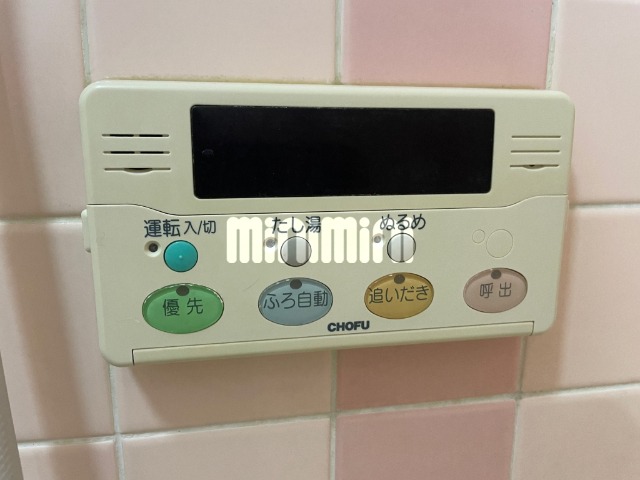 運転 入/切 たし湯 ぬるめ
minimini
優先 ふろ自動 追いだき 呼出
CHOFU